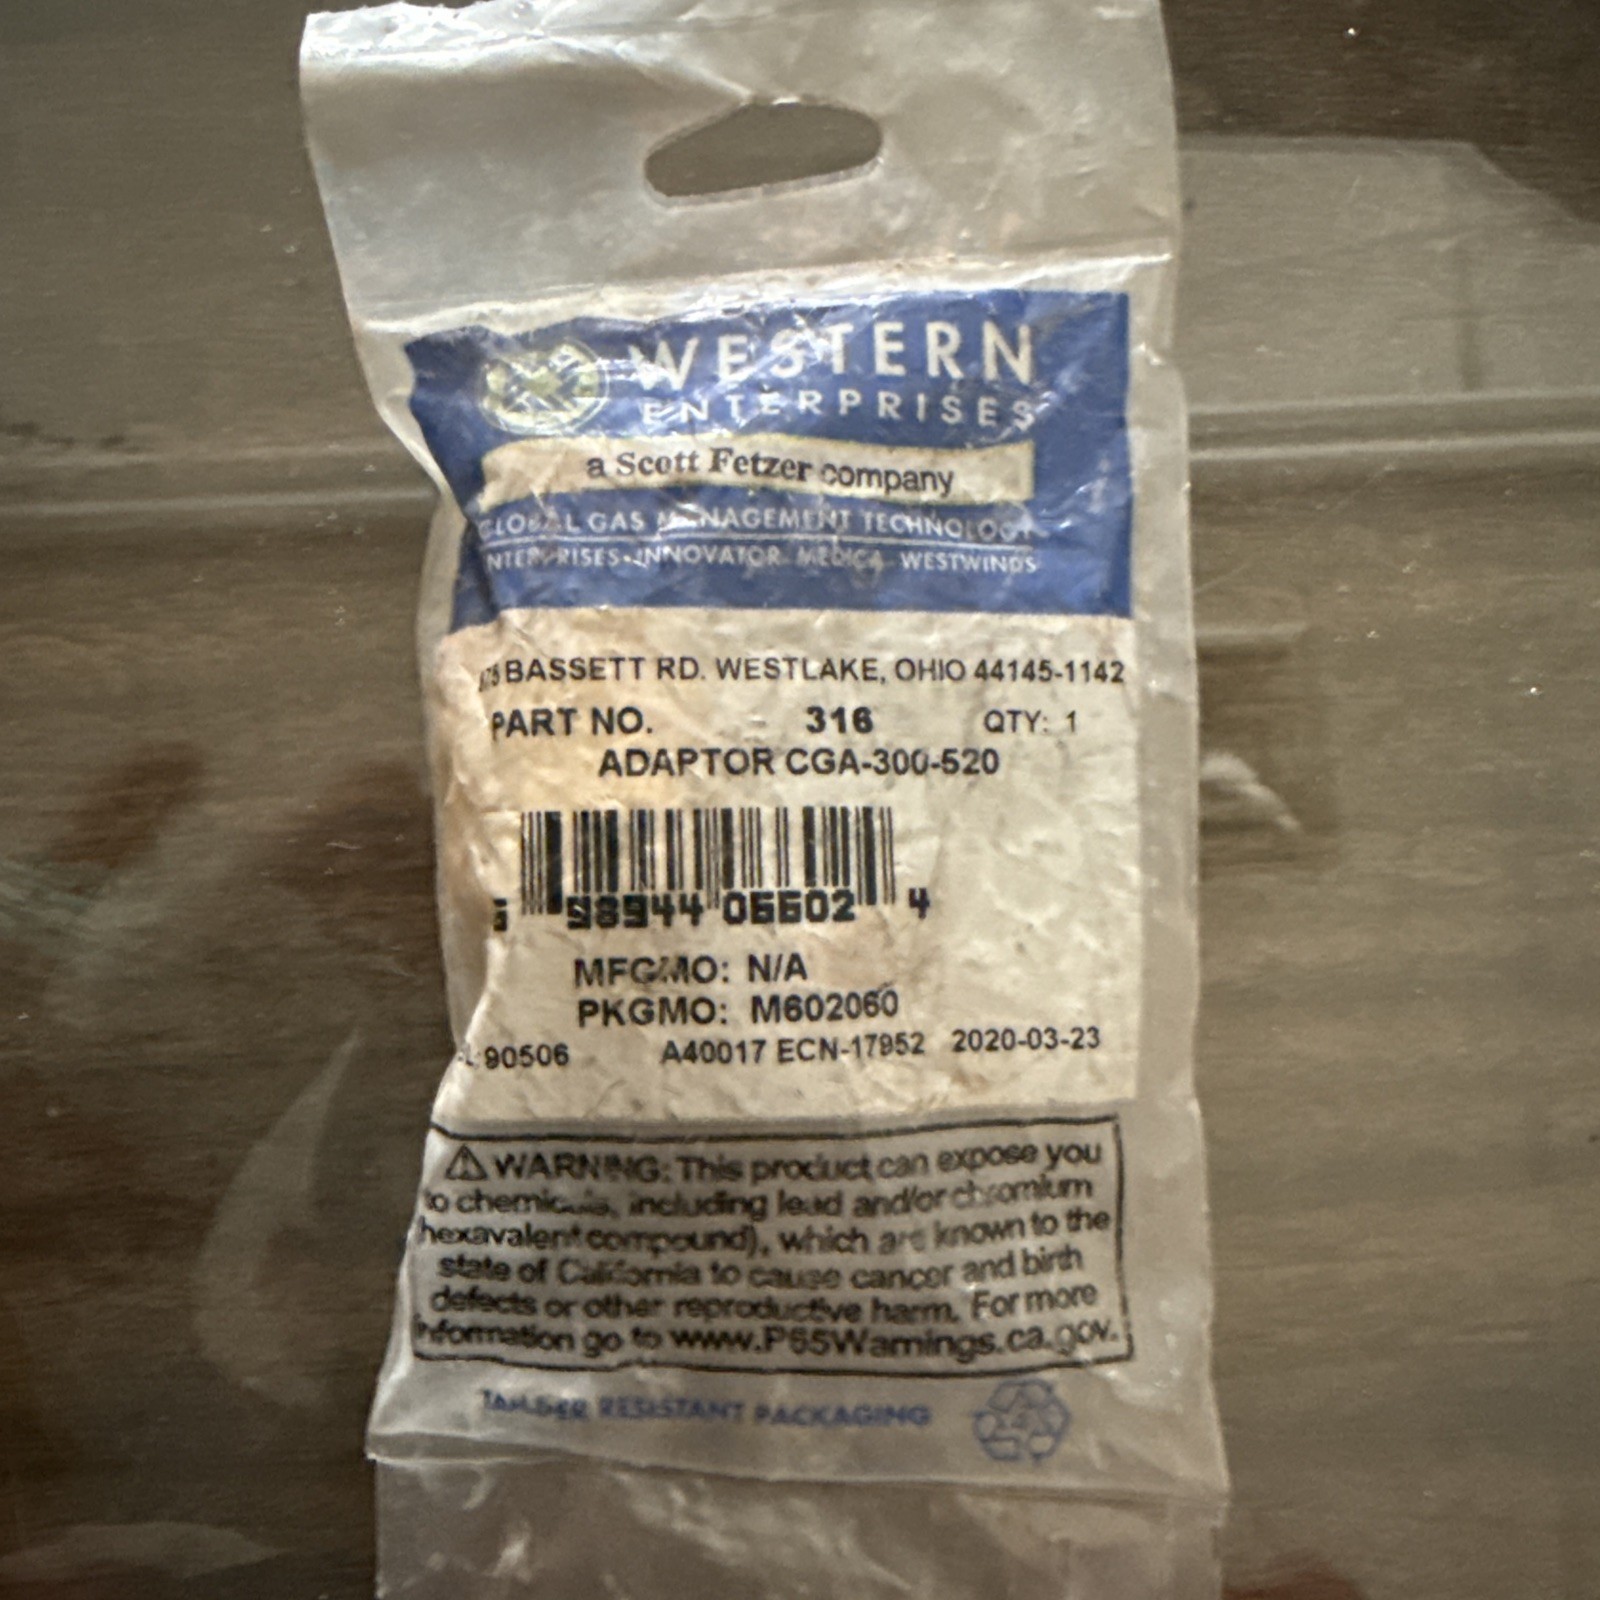 WESTERN
ENTERPRISES
a Scott Fetzer company
GLOBAL GAS MANAGEMENT TECHNOLOGY
NTERPRISES • INNOVATOR MEDICA WESTWINDS
875 BASSETT RD. WESTLAKE, OHIO 44145-1142
PART NO. 316 QTY: 1
ADAPTOR CGA-300-520
6 98944 06602 4
MFGMO: N/A
PKGMO: M602060
90506 A40017 ECN-17952 2020-03-23
⚠ WARNING: This product can expose you
to chemicals, including lead and/or chromium
hexavalent compound), which are known to the
state of California to cause cancer and birth
defects or other reproductive harm. For more
information go to www.P65Warnings.ca.gov.
TAMPER RESISTANT PACKAGING